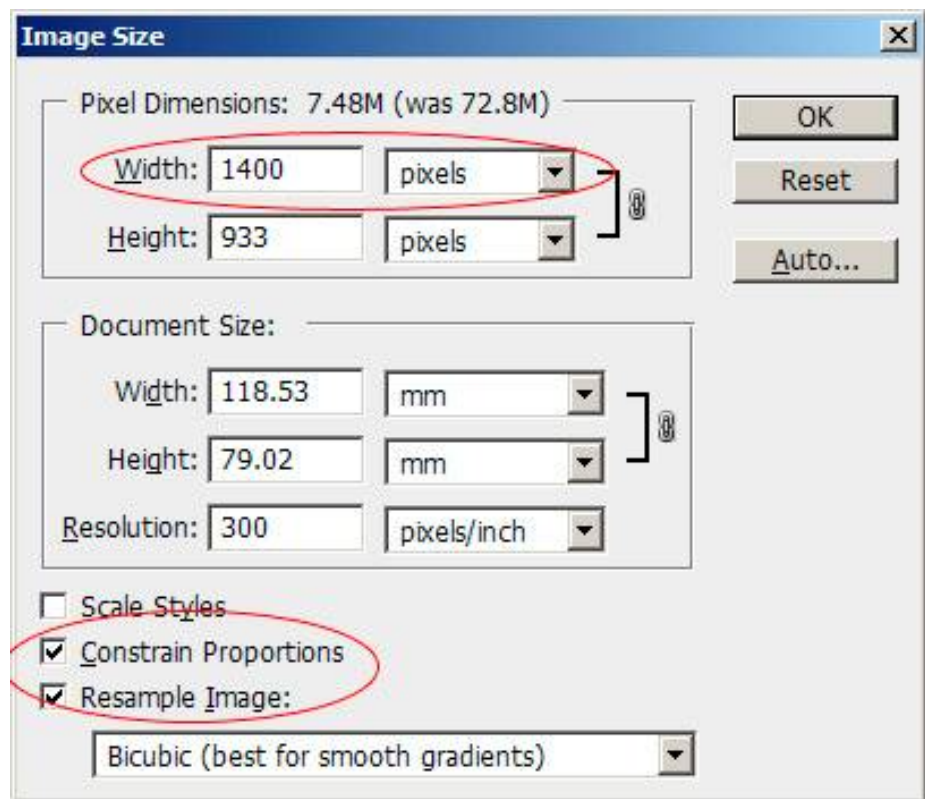 Image Size
Pixel Dimensions: 7.48M (was 72.8M)
OK
Width: 1400 pixels
Reset
Height: 933 pixels
Auto...
Document Size:
Width: 118.53 mm
Height: 79.02 mm
Resolution: 300 pixels/inch
Scale Styles
Constrain Proportions
Resample Image:
Bicubic (best for smooth gradients)